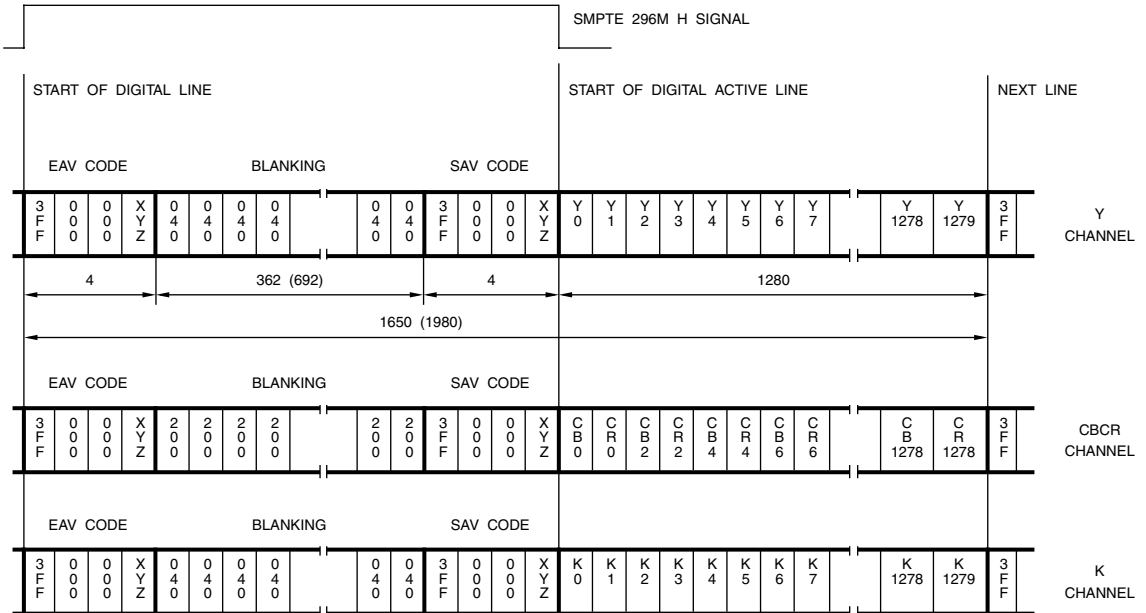 SMPTE 296M H SIGNAL
START OF DIGITAL LINE START OF DIGITAL ACTIVE LINE NEXT LINE
EAV CODE BLANKING SAV CODE
3FF 000 000 XYZ 040 040 040 040 040 040 3FF 000 000 XYZ Y0 Y1 Y2 Y3 Y4 Y5 Y6 Y7 Y1278 Y1279 3FF Y CHANNEL
4 362 (692) 4 1280
1650 (1980)
EAV CODE BLANKING SAV CODE
3FF 000 000 XYZ 200 200 200 200 200 200 3FF 000 000 XYZ CB0 CR0 CB2 CR2 CB4 CR4 CB6 CR6 CB1278 CR1278 3FF CBCR CHANNEL
EAV CODE BLANKING SAV CODE
3FF 000 000 XYZ 040 040 040 040 040 040 3FF 000 000 XYZ K0 K1 K2 K3 K4 K5 K6 K7 K1278 K1279 3FF K CHANNEL